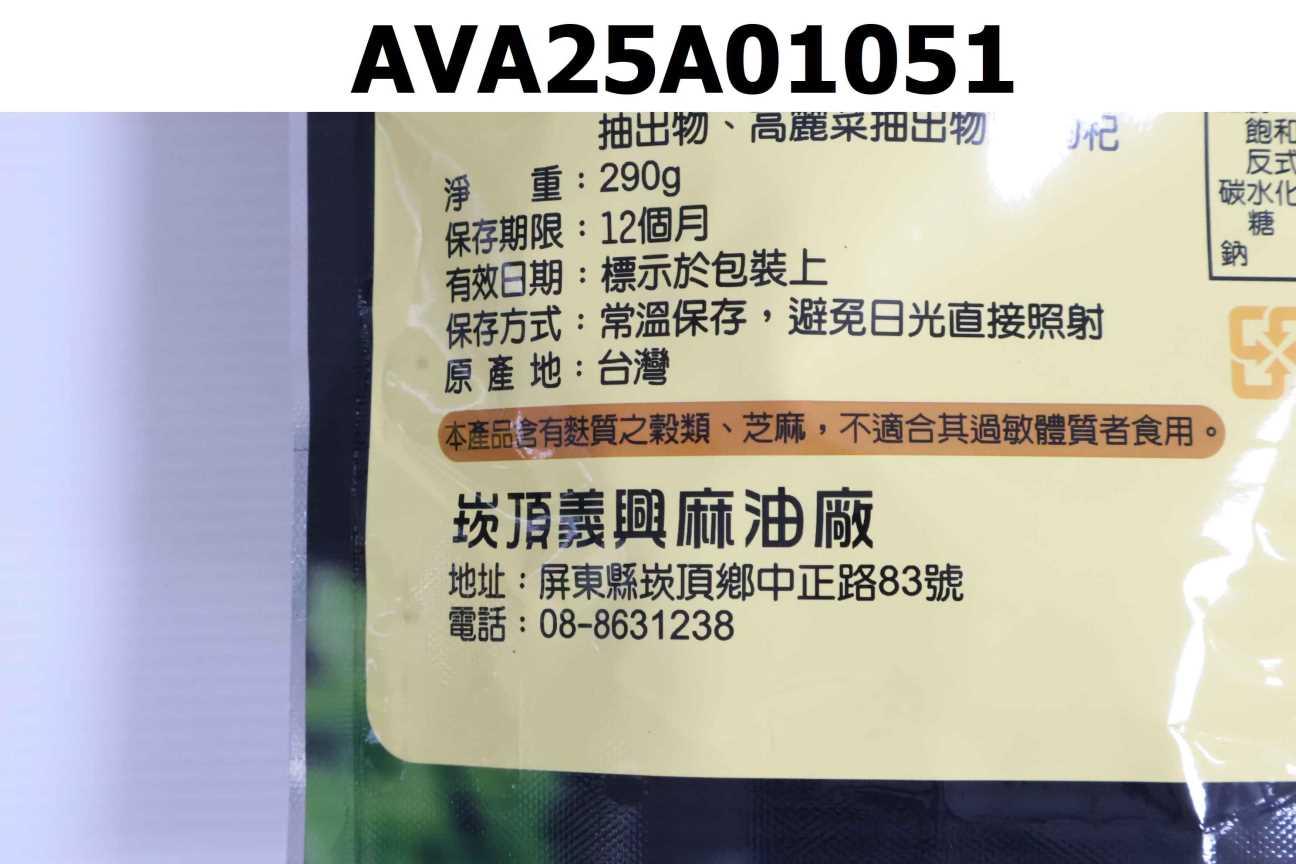 AVA25A01051
抽出物、高麗菜抽出物
淨 重：290g
保存期限：12個月
有效日期：標示於包裝上
保存方式：常溫保存，避免日光直接照射
原產地：台灣
本產品含有麩質之穀類、芝麻，不適合其過敏體質者食用。
崁頂義興麻油廠
地址：屏東縣崁頂鄉中正路83號
電話：08-8631238
飽和
反式
碳水化
糖
鈉